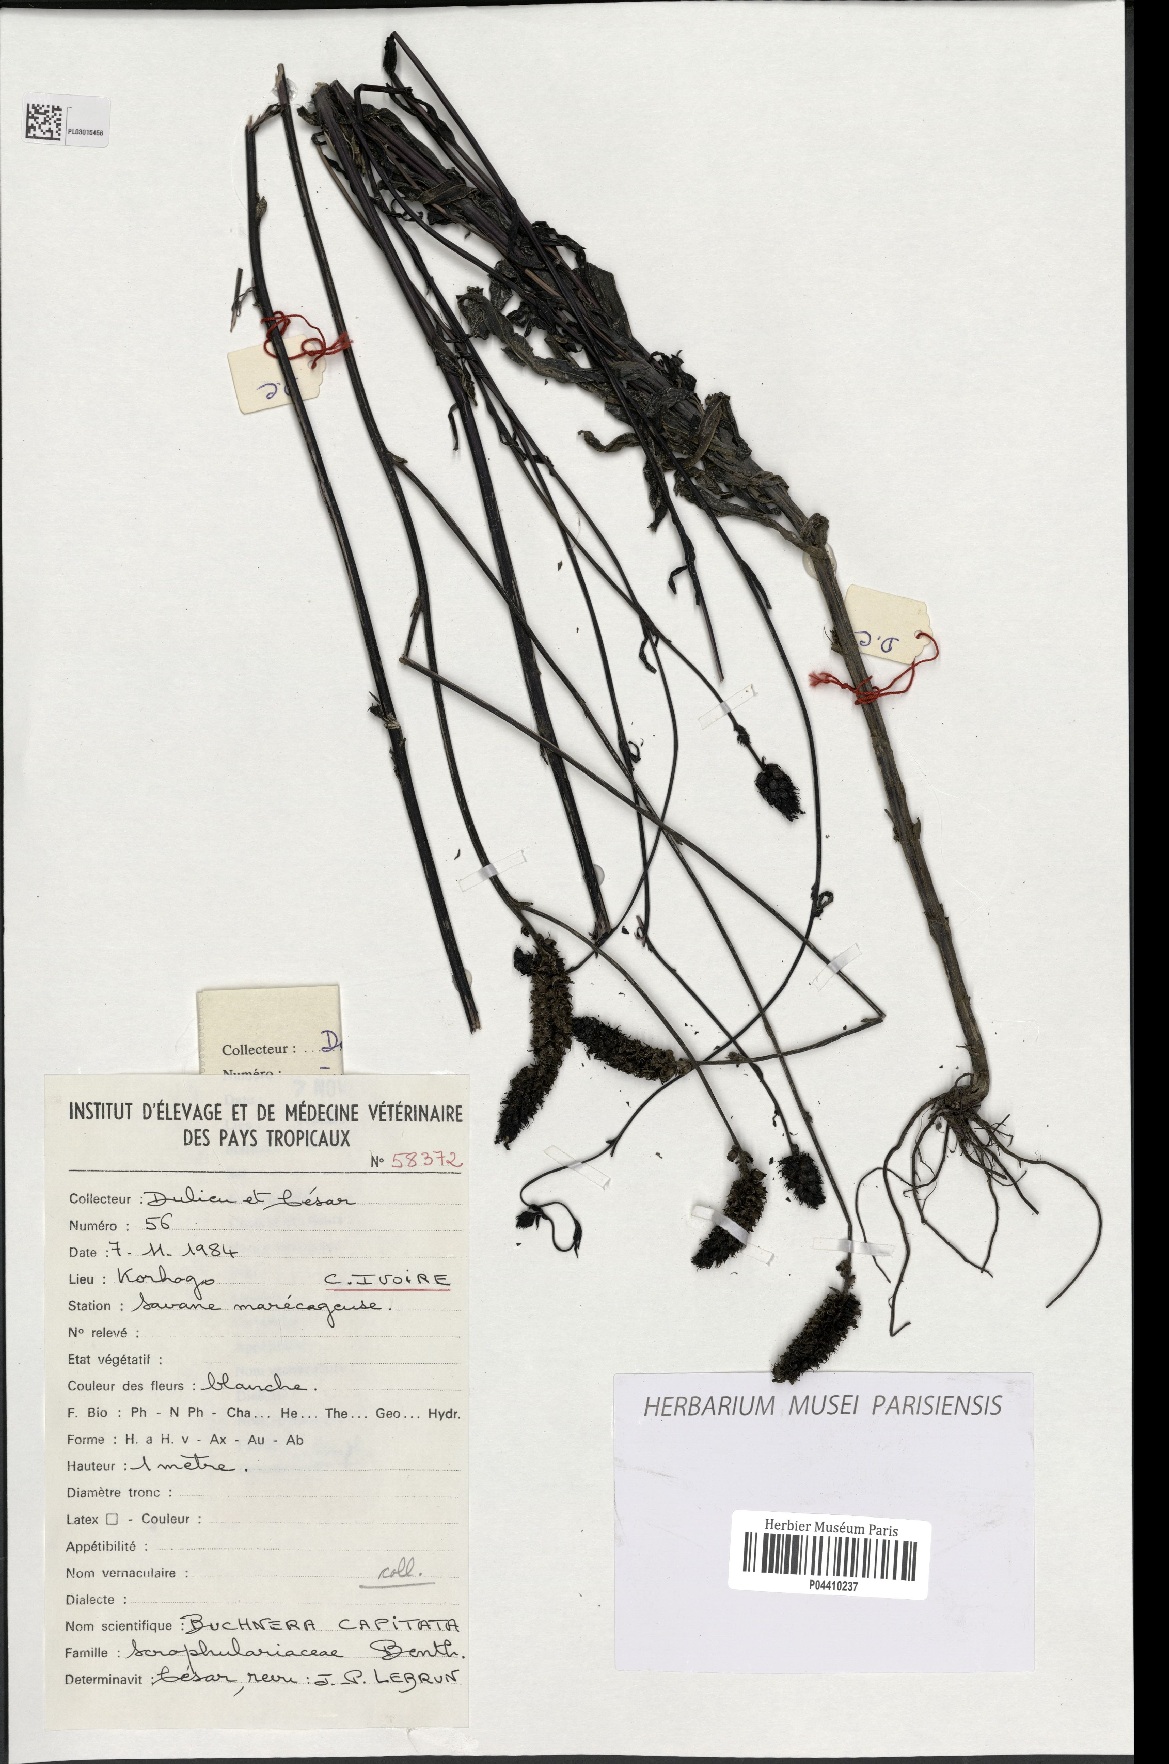 PL00815456
Collecteur :
Numéro :
INSTITUT D'ÉLEVAGE ET DE MÉDECINE VÉTÉRINAIRE
DES PAYS TROPICAUX
N° 58372
Collecteur : Dulieu et César
Numéro : 56
Date : 7. 11. 1984
Lieu : Korhogo C. IVOIRE
Station : Savane marécageuse.
N° relevé :
Etat végétatif :
Couleur des fleurs : blanche.
F. Bio : Ph - N Ph - Cha... He... The... Geo... Hydr.
Forme : H. a H. v - Ax - Au - Ab
Hauteur : 1 mètre.
Diamètre tronc :
Latex □ - Couleur :
Appétibilité :
Nom vernaculaire :
coll.
Dialecte :
Nom scientifique : BUCHNERA CAPITATA
Famille : Scrophulariaceae Benth.
Determinavit : César, revu : J. P. LEBRUN
D.C
HERBARIUM MUSEI PARISIENSIS
Herbier Muséum Paris
P04410237